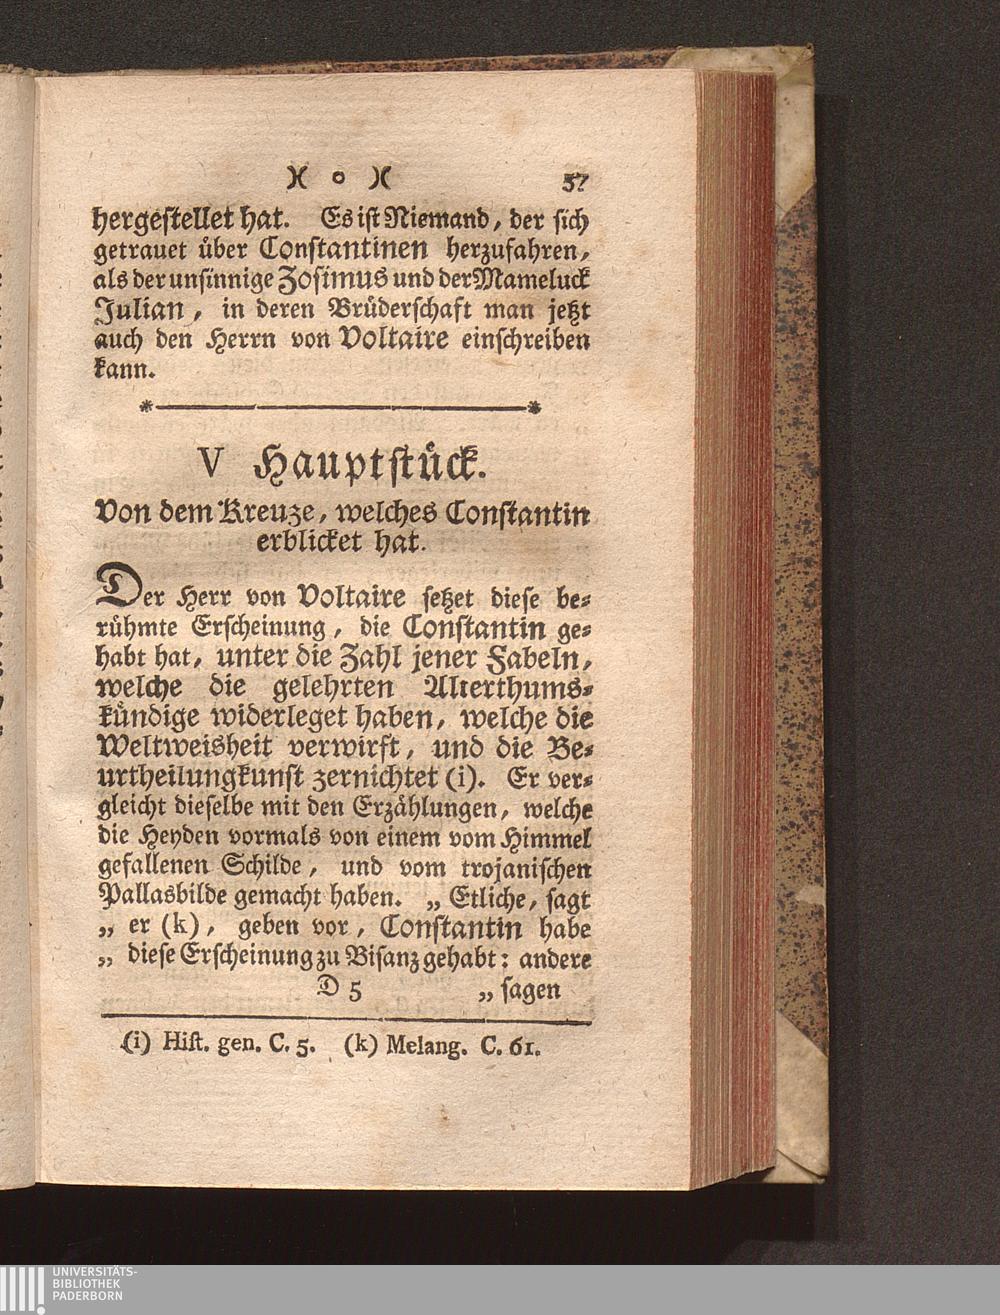 )( o )( 57
hergestellet hat. Es ist Niemand, der sich
getrauet über Constantinen herzufahren,
als der unsinnige Zosimus und der Mameluck
Julian, in deren Brüderschaft man jetzt
auch den Herrn von Voltaire einschreiben
kann.
V Hauptstück.
Von dem Kreuze, welches Constantin
erblicket hat.
Der Herr von Voltaire setzet diese be-
rühmte Erscheinung, die Constantin ge-
habt hat, unter die Zahl jener Fabeln,
welche die gelehrten Alterthums-
kündige widerleget haben, welche die
Weltweisheit verwirft, und die Be-
urtheilungkunst zernichtet (i). Er ver-
gleicht dieselbe mit den Erzählungen, welche
die Heyden vormals von einem vom Himmel
gefallenen Schilde, und vom trojanischen
Pallasbilde gemacht haben. „ Etliche, sagt
„ er (k), geben vor, Constantin habe
„ diese Erscheinung zu Bisanz gehabt: andere
D 5 „ sagen
(i) Hist. gen. C. 5. (k) Melang. C. 61.
UNIVERSITÄTS-
BIBLIOTHEK
PADERBORN